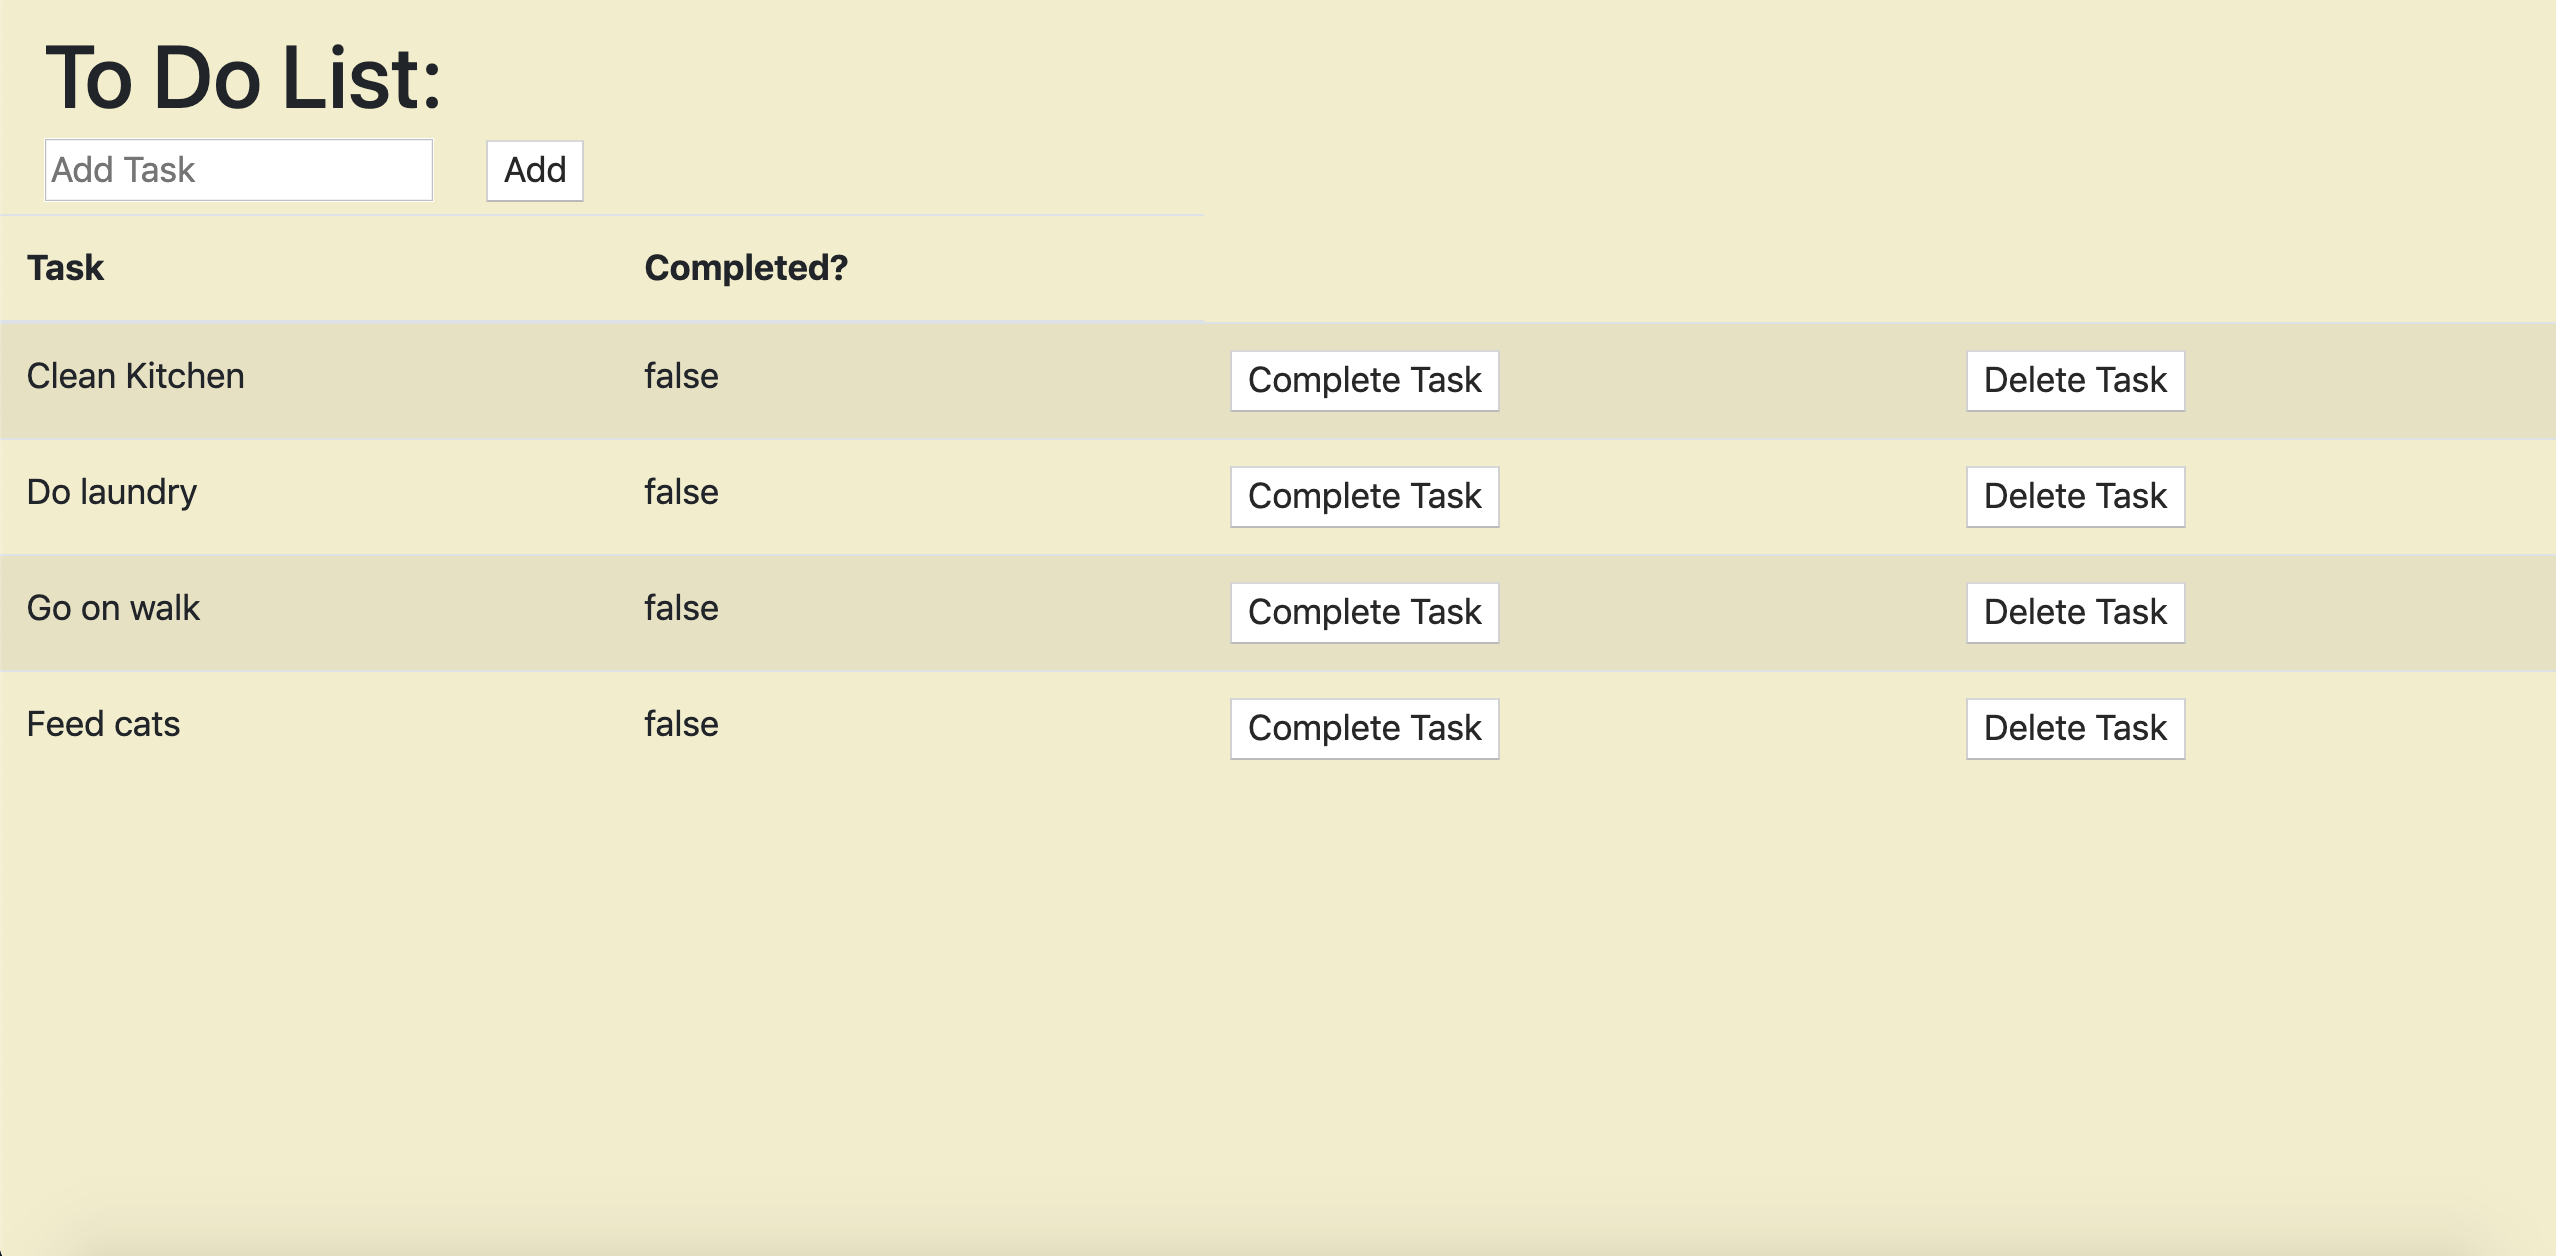 To Do List:
Add Task Add
Task Completed?
Clean Kitchen false Complete Task Delete Task
Do laundry false Complete Task Delete Task
Go on walk false Complete Task Delete Task
Feed cats false Complete Task Delete Task